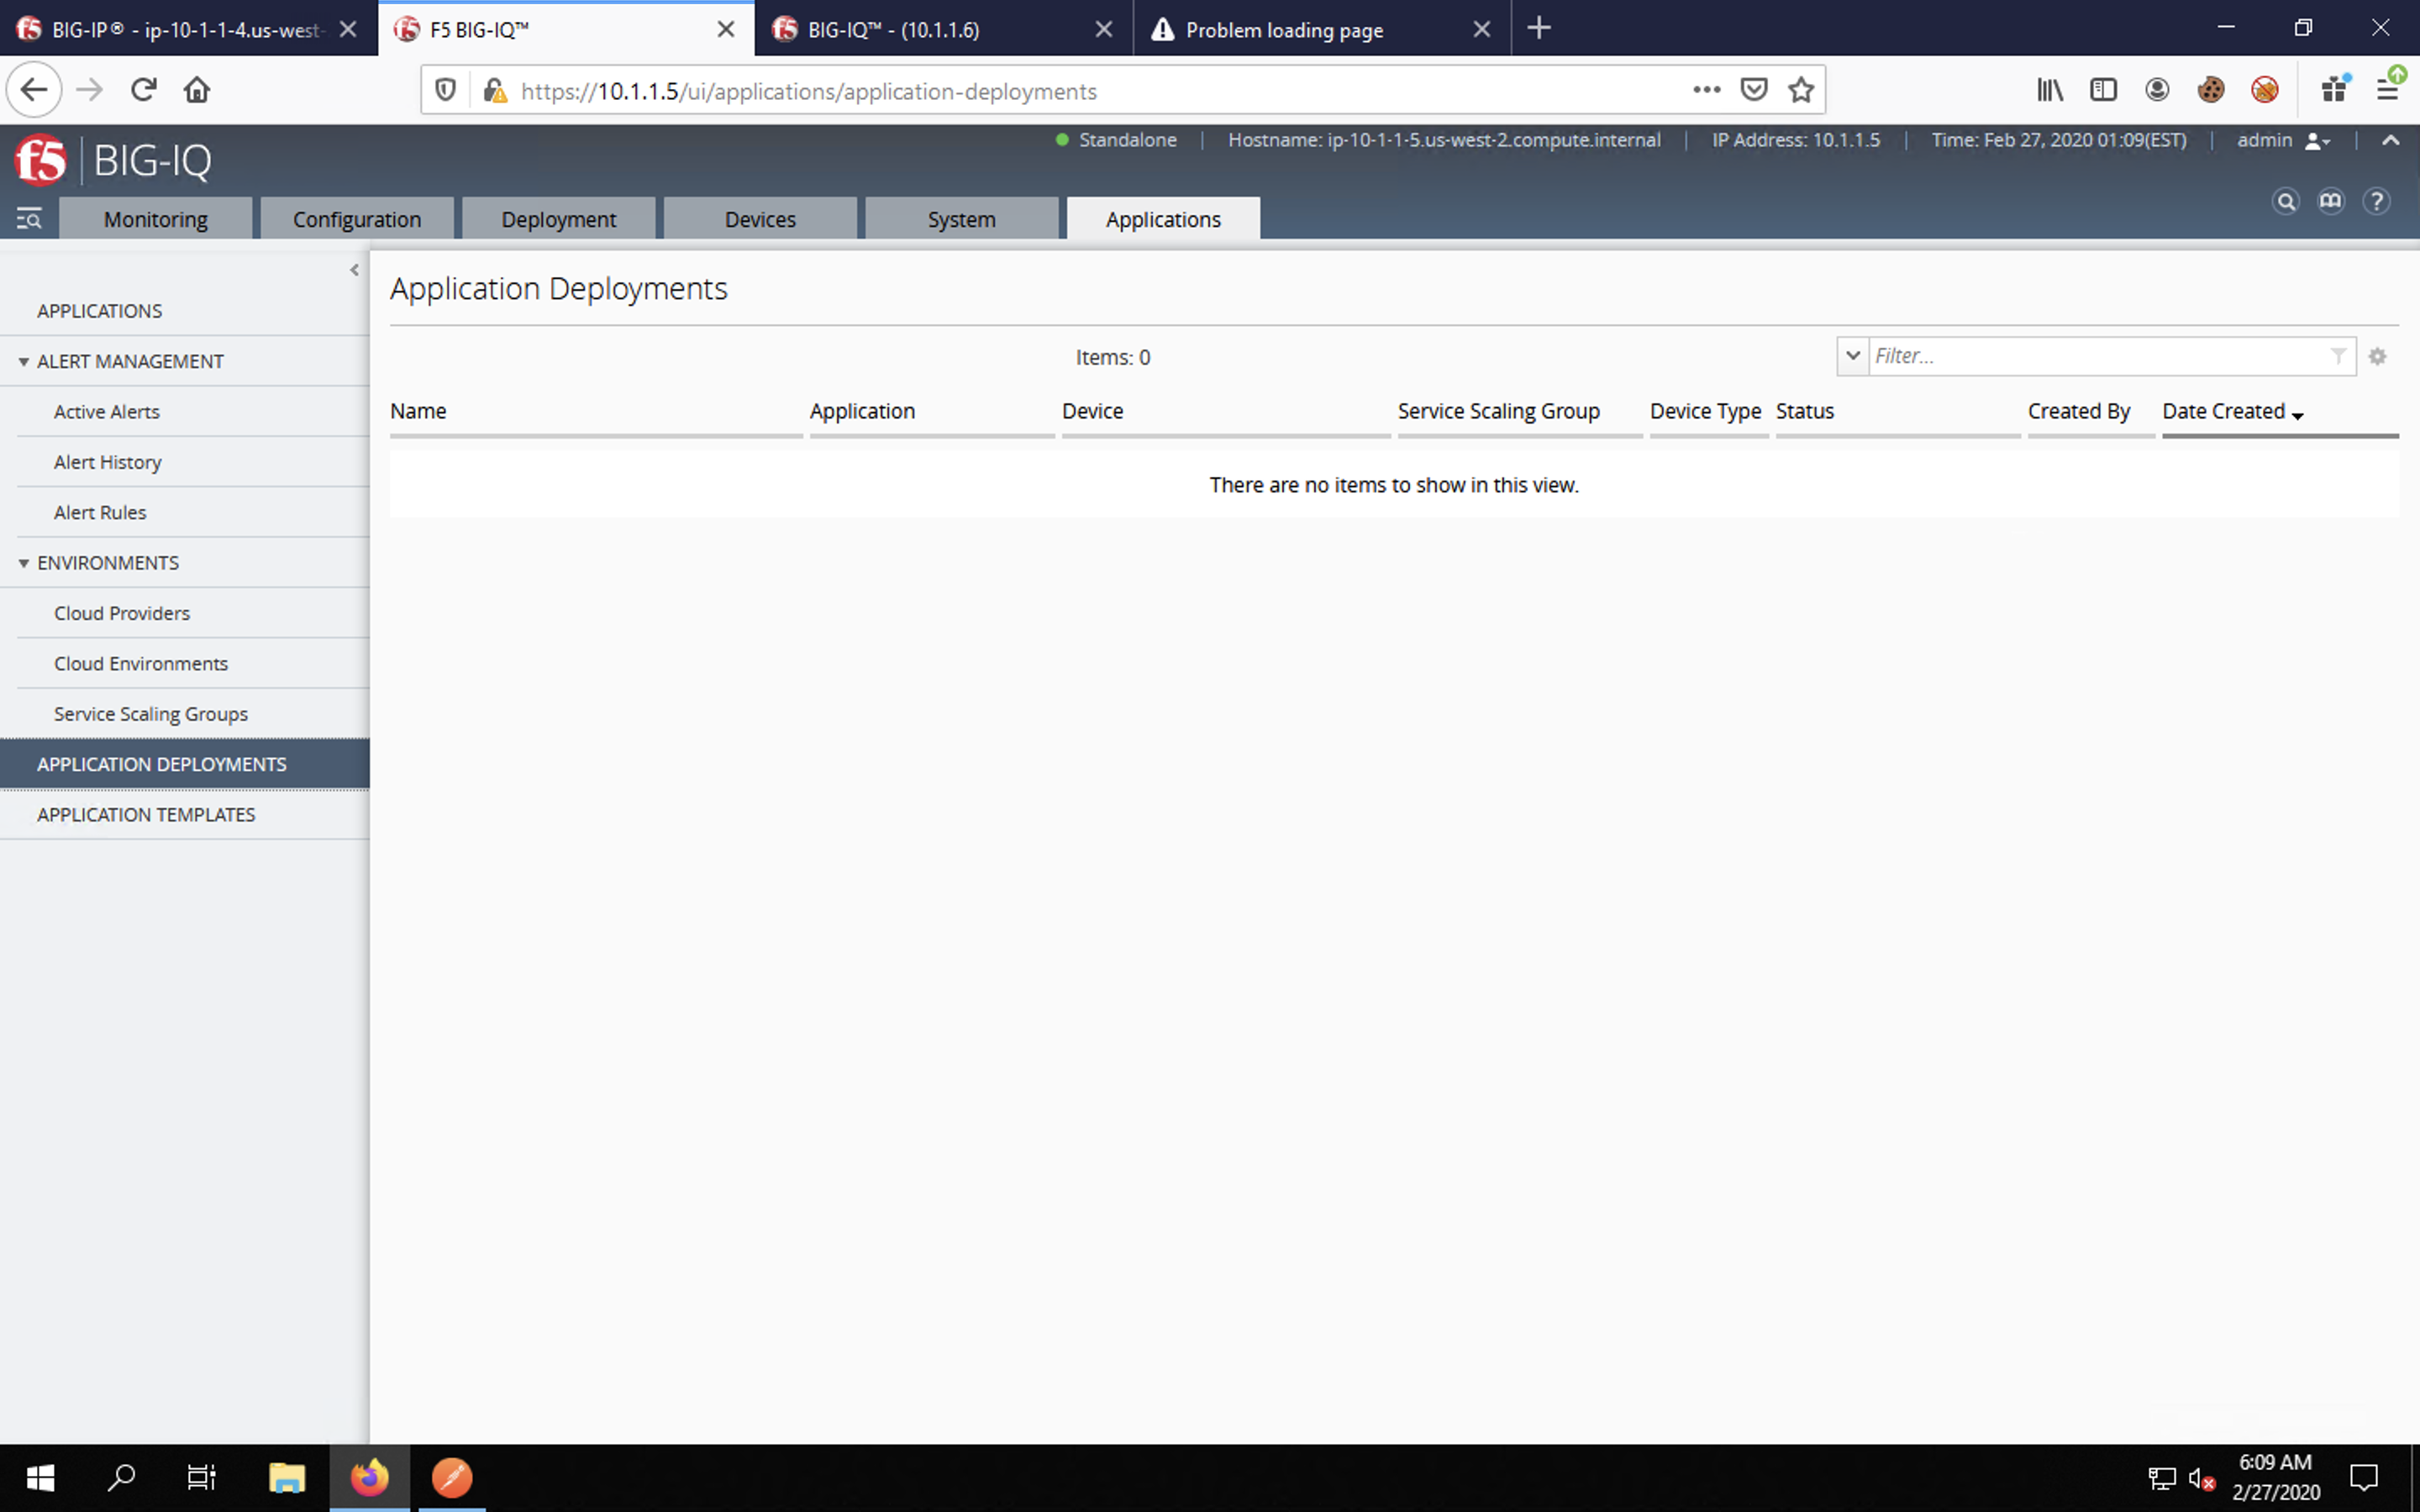 BIG-IP® - ip-10-1-1-4.us-west-
F5 BIG-IQ™
BIG-IQ™ - (10.1.1.6)
Problem loading page
https://10.1.1.5/ui/applications/application-deployments
Standalone | Hostname: ip-10-1-1-5.us-west-2.compute.internal | IP Address: 10.1.1.5 | Time: Feb 27, 2020 01:09(EST) | admin
f5 BIG-IQ
Monitoring
Configuration
Deployment
Devices
System
Applications
APPLICATIONS
ALERT MANAGEMENT
Active Alerts
Alert History
Alert Rules
ENVIRONMENTS
Cloud Providers
Cloud Environments
Service Scaling Groups
APPLICATION DEPLOYMENTS
APPLICATION TEMPLATES
Application Deployments
Items: 0
Filter...
Name Application Device Service Scaling Group Device Type Status Created By Date Created
There are no items to show in this view.
6:09 AM
2/27/2020